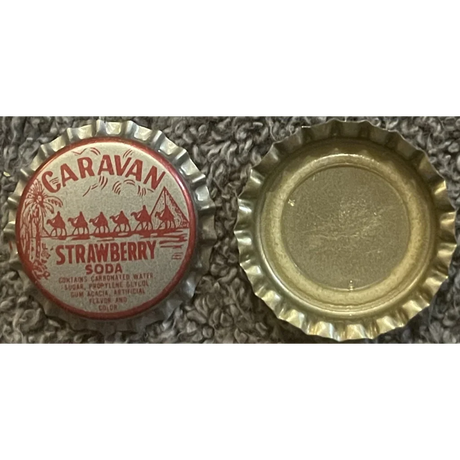 CARAVAN
STRAWBERRY
SODA
CONTAINS CARBONATED WATER
SUGAR, PROPYLENE GLYCOL
GUM ACACIA, ARTIFICIAL
FLAVOR AND
COLOR